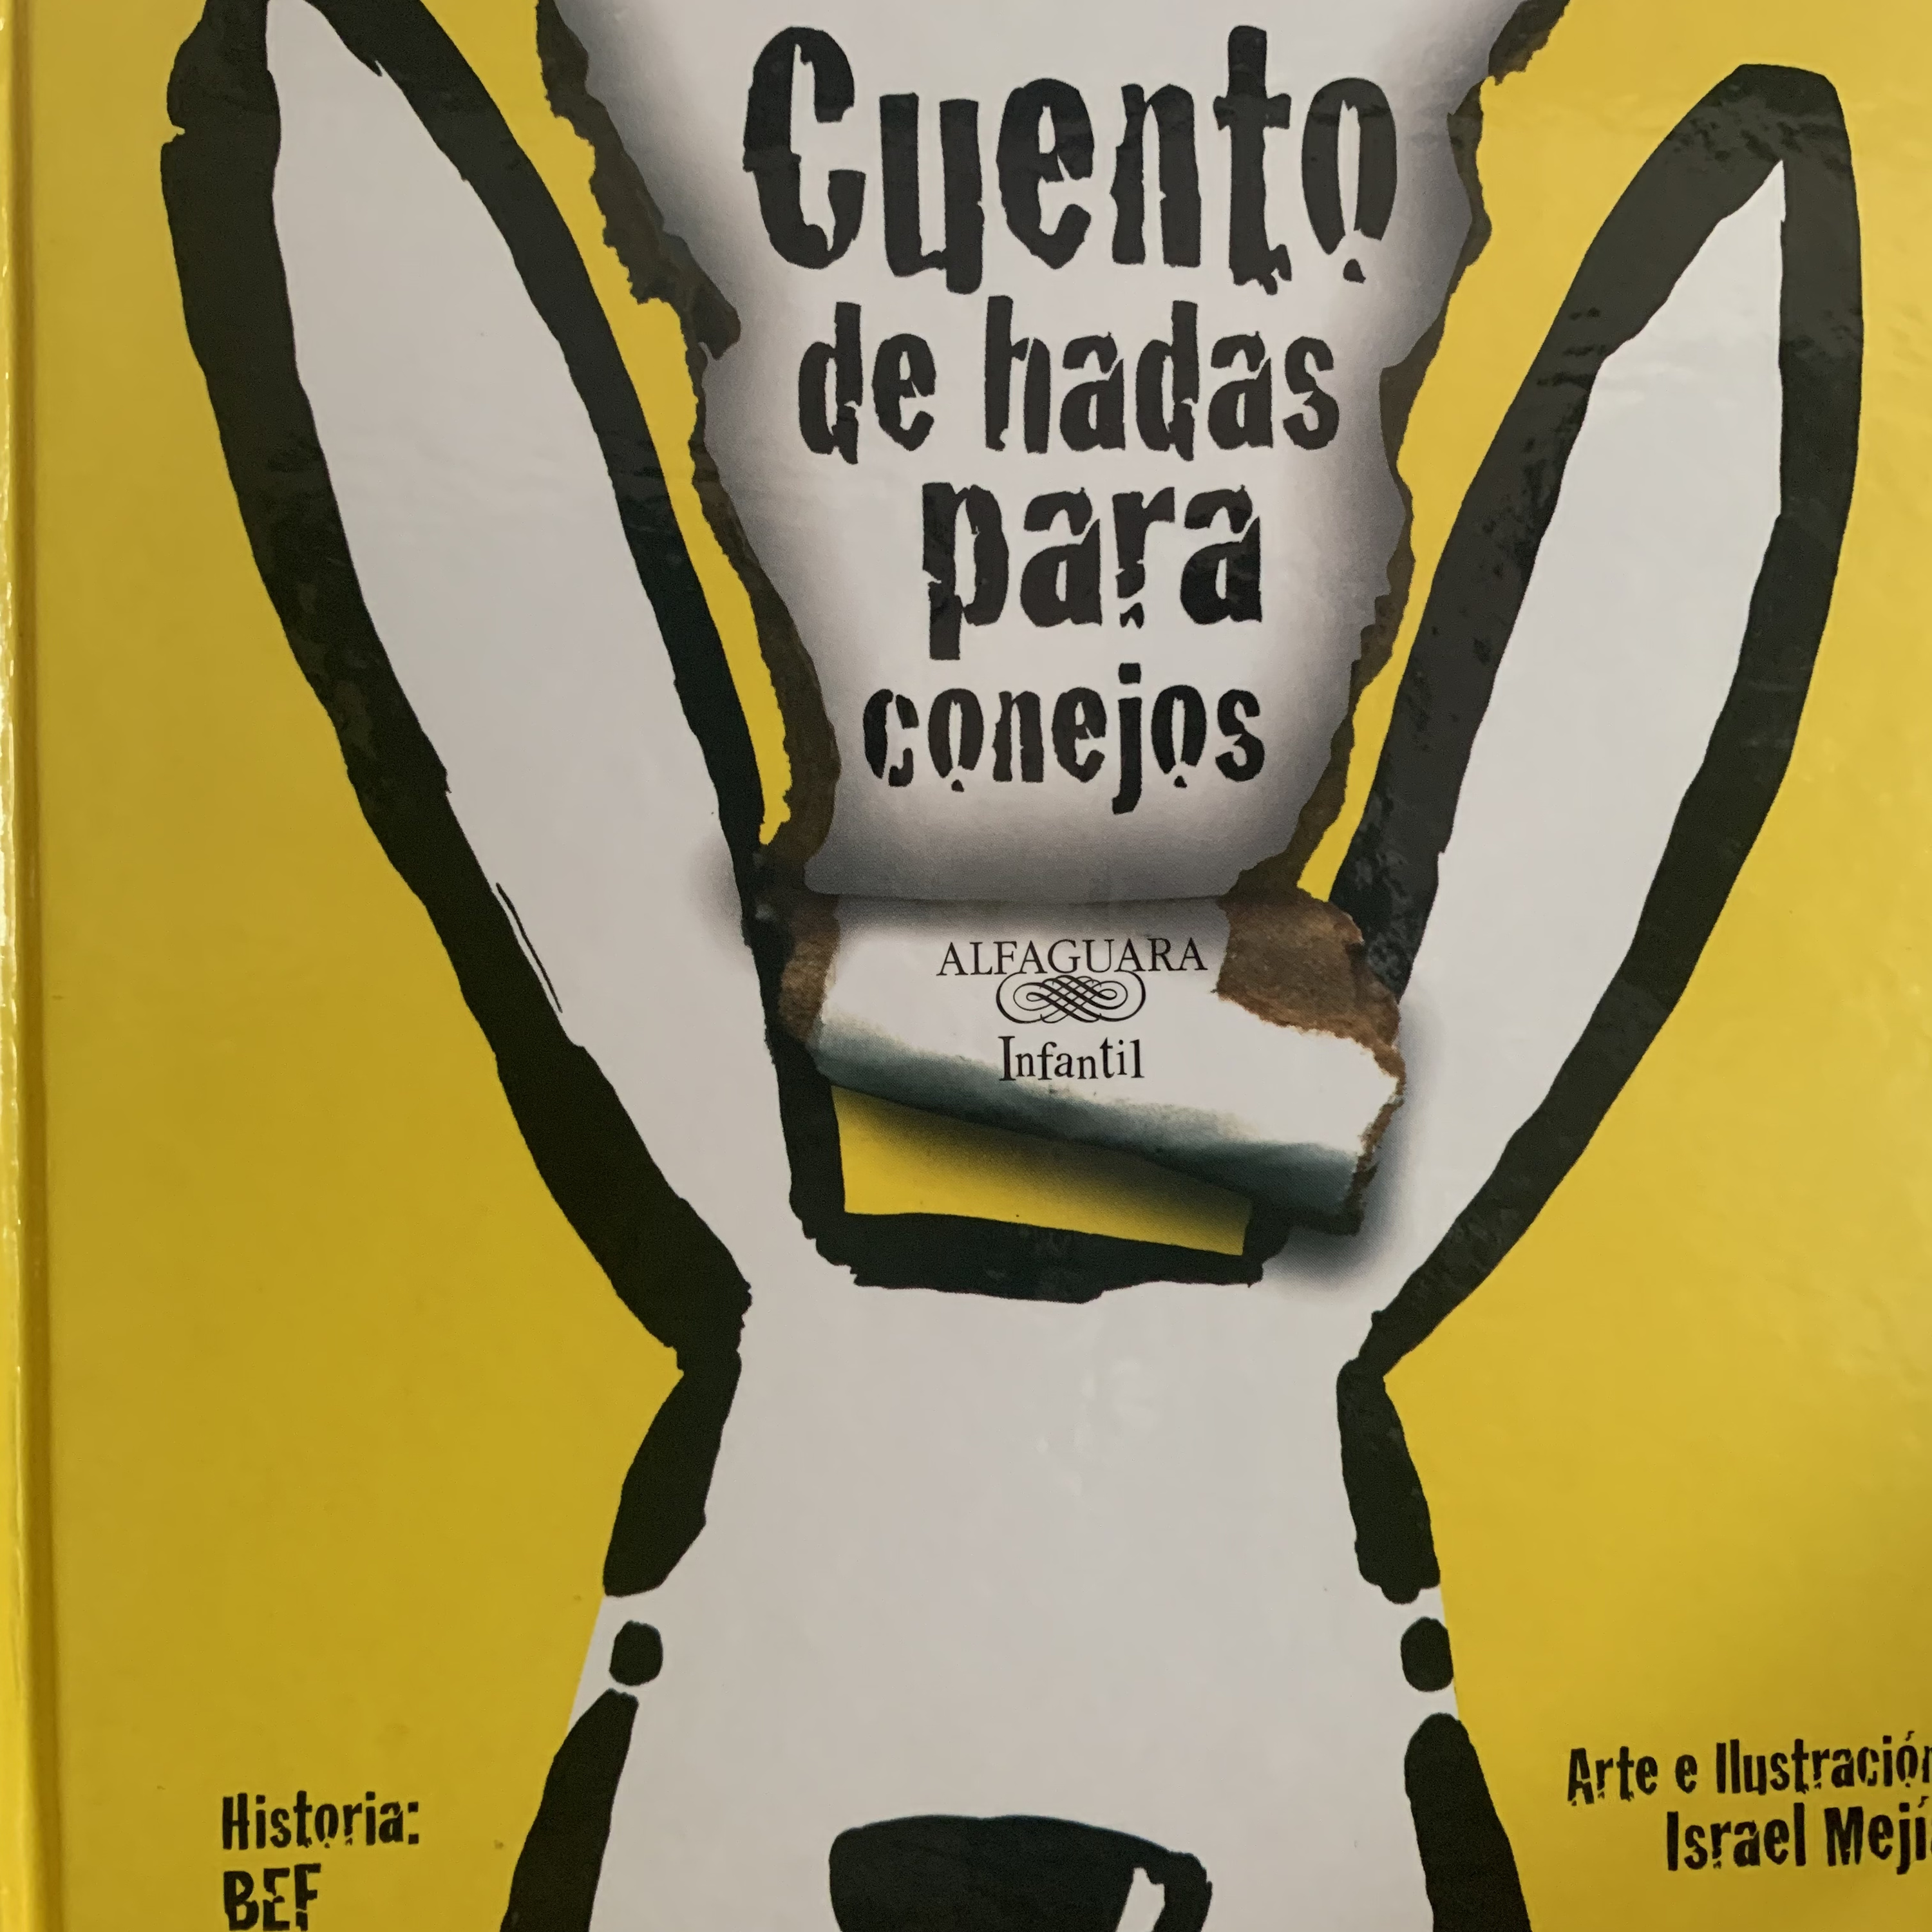 Cuento
de hadas
para
conejos
ALFAGUARA
Infantil
Historia:
BEF
Arte e Ilustración
Israel Mejía